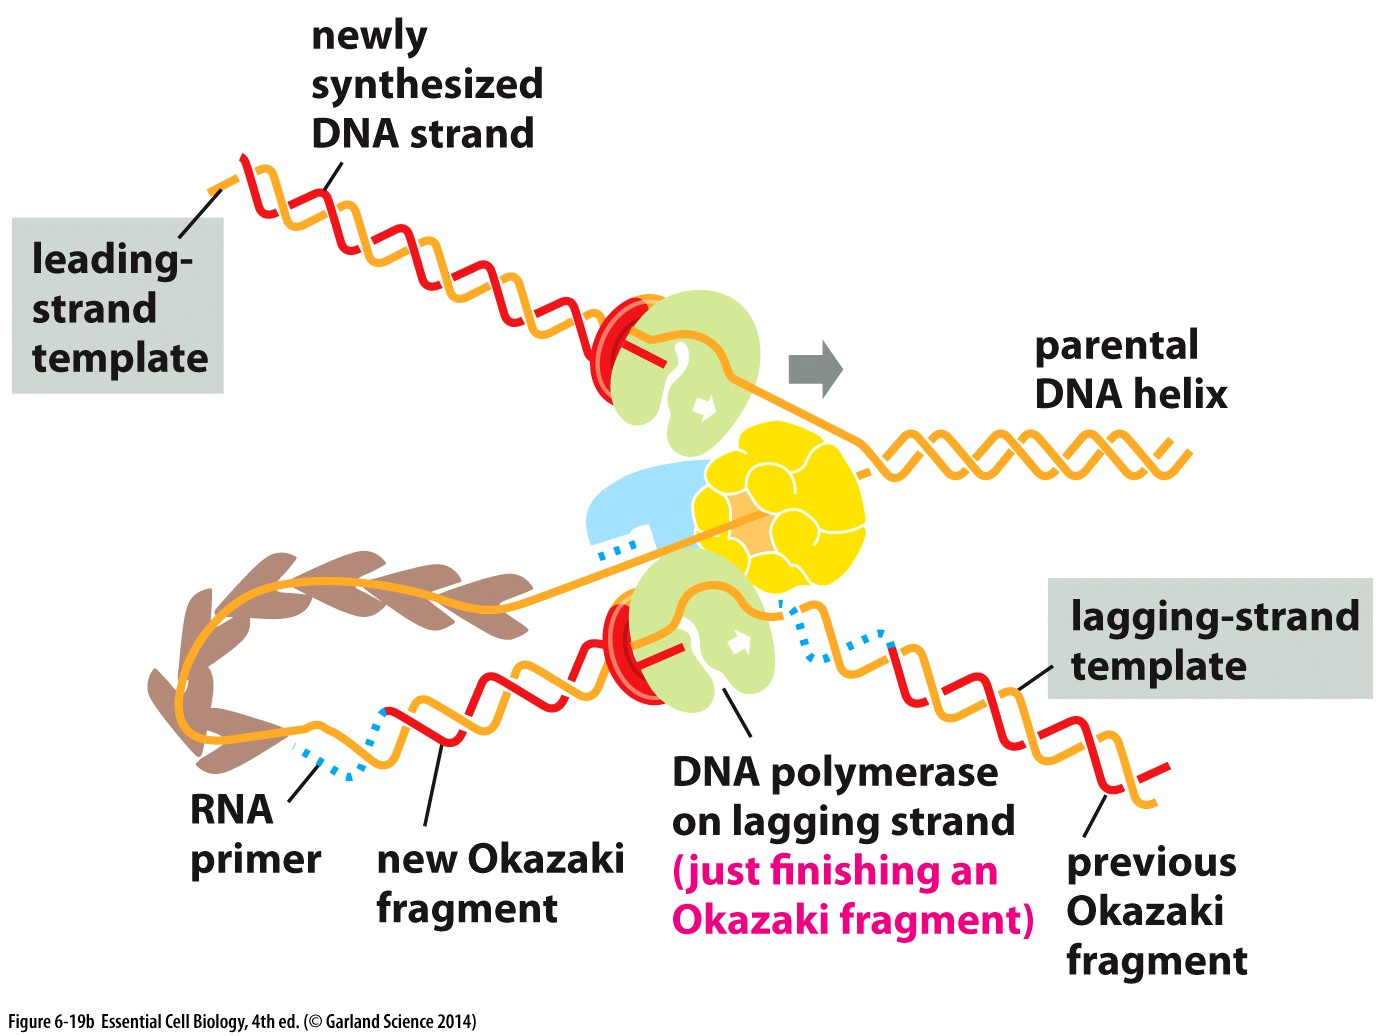 newly
synthesized
DNA strand
leading-
strand
template
parental
DNA helix
lagging-strand
template
RNA
primer
new Okazaki
fragment
DNA polymerase
on lagging strand
(just finishing an
Okazaki fragment)
previous
Okazaki
fragment
Figure 6-19b Essential Cell Biology, 4th ed. (© Garland Science 2014)